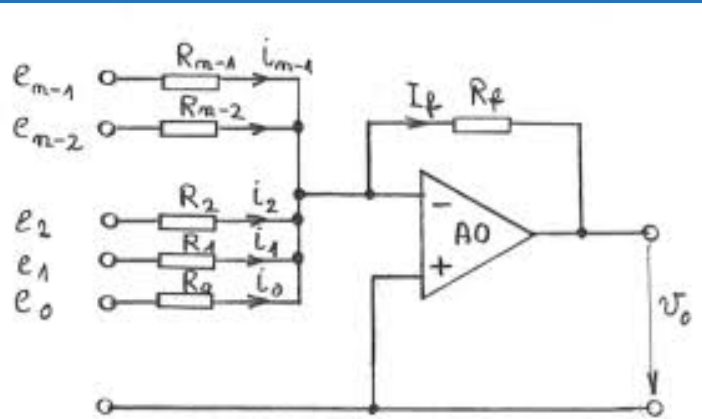 e_{n-1} R_{n-1} i_{n-1}
e_{n-2} R_{n-2}
I_f R_f
e_2 R_2 i_2
e_1 R_1 i_1
e_0 R_0 i_0
−
AO
+
v_0